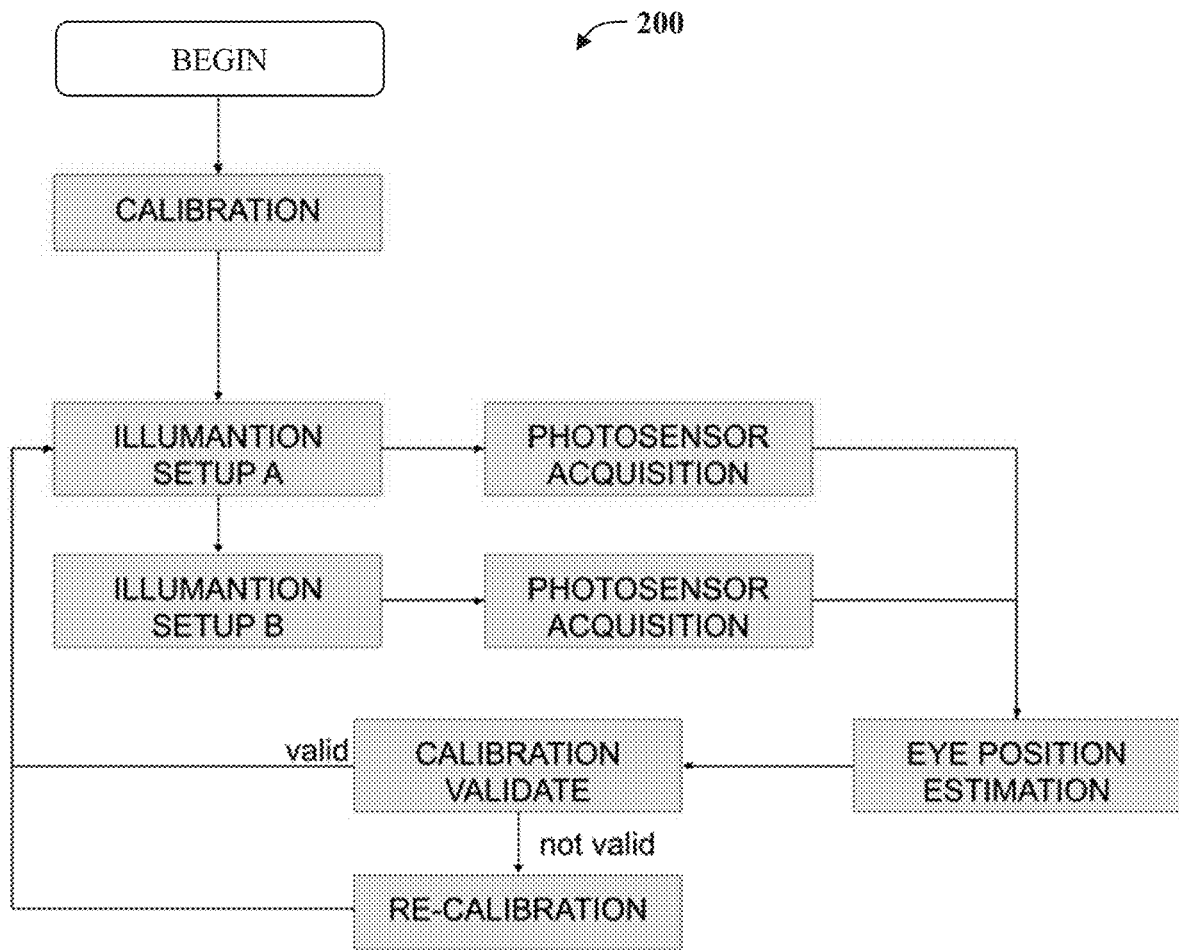 200
BEGIN
CALIBRATION
ILLUMANTION
SETUP A
PHOTOSENSOR
ACQUISITION
ILLUMANTION
SETUP B
PHOTOSENSOR
ACQUISITION
valid
CALIBRATION
VALIDATE
EYE POSITION
ESTIMATION
not valid
RE-CALIBRATION